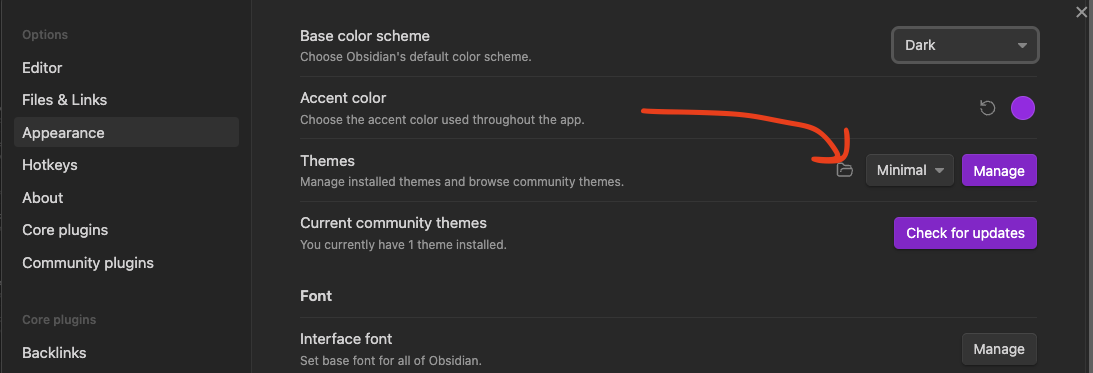 Options
Editor
Files & Links
Appearance
Hotkeys
About
Core plugins
Community plugins
Core plugins
Backlinks
Base color scheme
Choose Obsidian's default color scheme.
Dark
Accent color
Choose the accent color used throughout the app.
Themes
Manage installed themes and browse community themes.
Minimal
Manage
Current community themes
You currently have 1 theme installed.
Check for updates
Font
Interface font
Set base font for all of Obsidian.
Manage